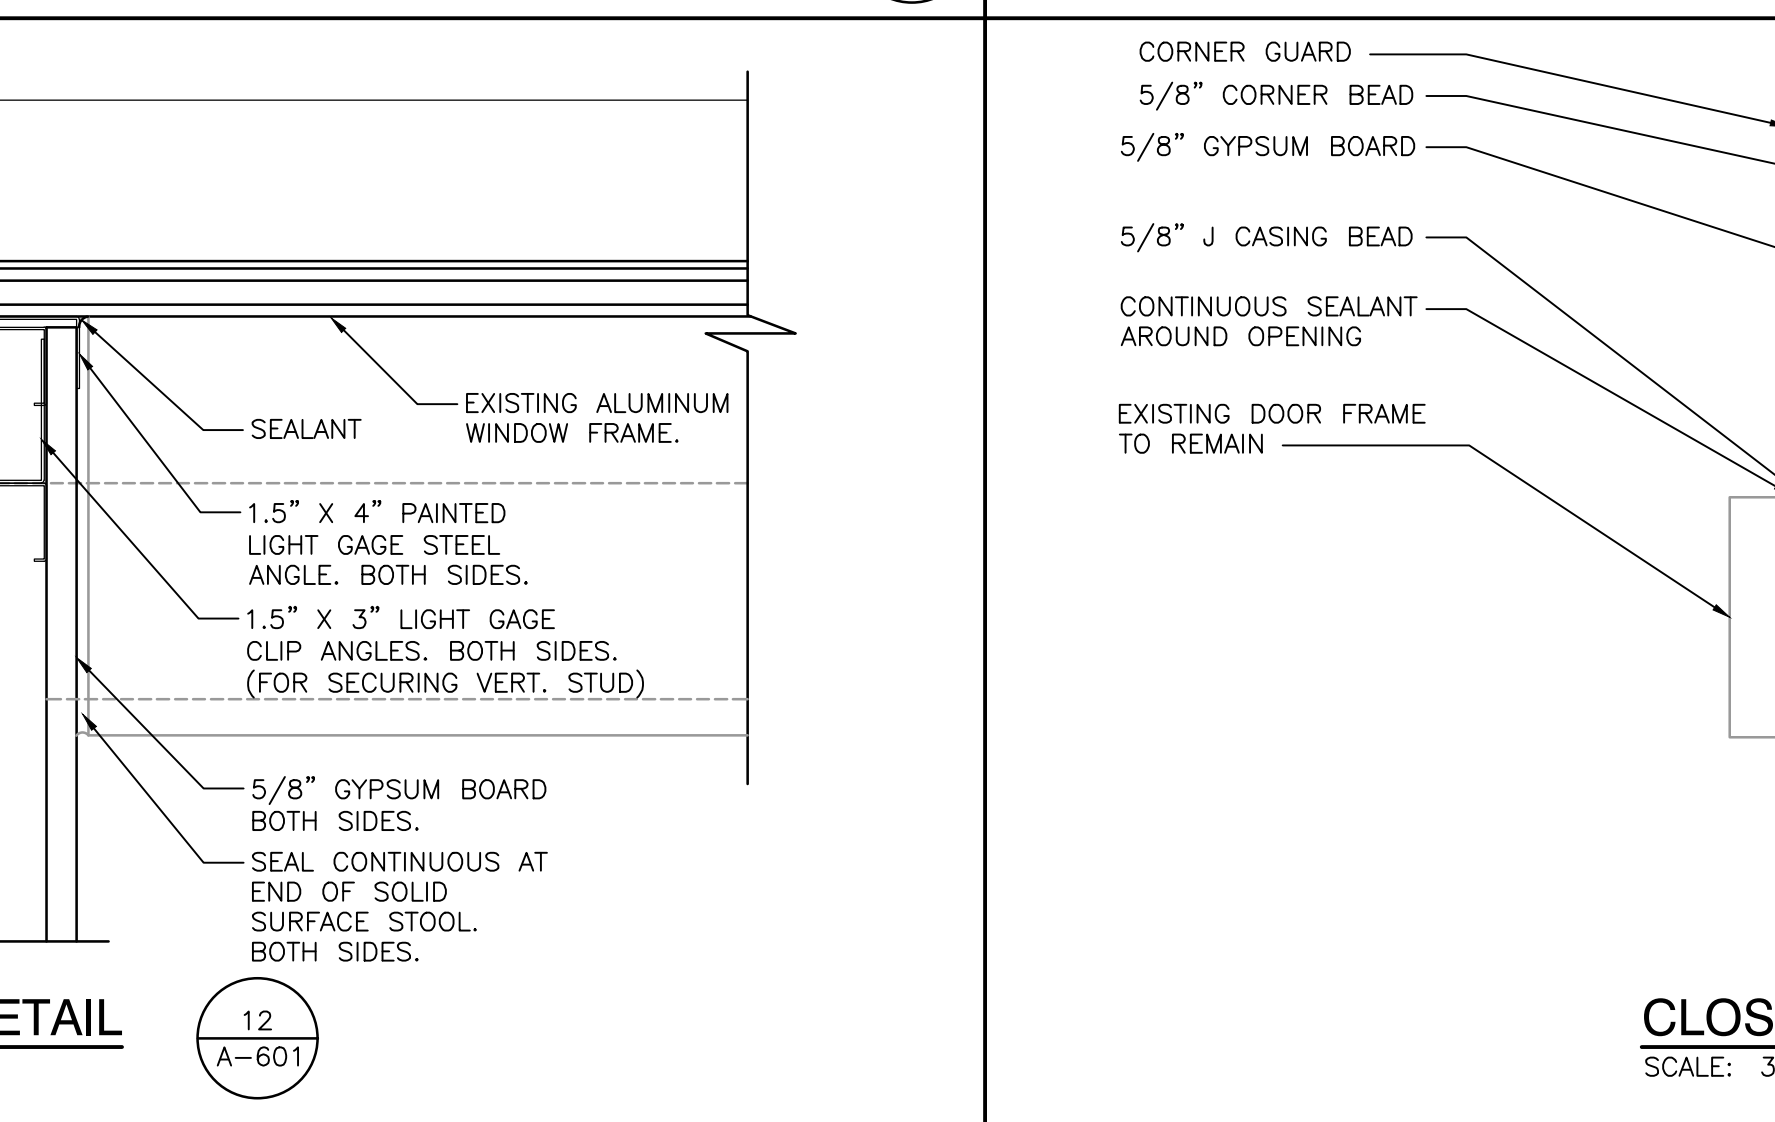 SEALANT
EXISTING ALUMINUM
WINDOW FRAME.
1.5” X 4” PAINTED
LIGHT GAGE STEEL
ANGLE. BOTH SIDES.
1.5” X 3” LIGHT GAGE
CLIP ANGLES. BOTH SIDES.
(FOR SECURING VERT. STUD)
5/8” GYPSUM BOARD
BOTH SIDES.
SEAL CONTINUOUS AT
END OF SOLID
SURFACE STOOL.
BOTH SIDES.
ETAIL
12
A-601
CORNER GUARD
5/8” CORNER BEAD
5/8” GYPSUM BOARD
5/8” J CASING BEAD
CONTINUOUS SEALANT
AROUND OPENING
EXISTING DOOR FRAME
TO REMAIN
CLOS
SCALE: 3